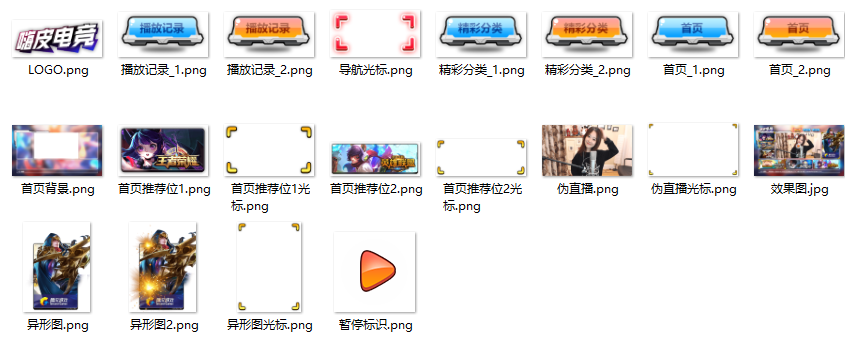 嗨皮电竞
播放记录
播放记录
精彩分类
精彩分类
首页
首页
LOGO.png
播放记录_1.png
播放记录_2.png
导航光标.png
精彩分类_1.png
精彩分类_2.png
首页_1.png
首页_2.png
王者荣耀
首页背景.png
首页推荐位1.png
首页推荐位1光
标.png
首页推荐位2.png
首页推荐位2光
标.png
伪直播.png
伪直播光标.png
效果图.jpg
异形图.png
异形图2.png
异形图光标.png
暂停标识.png